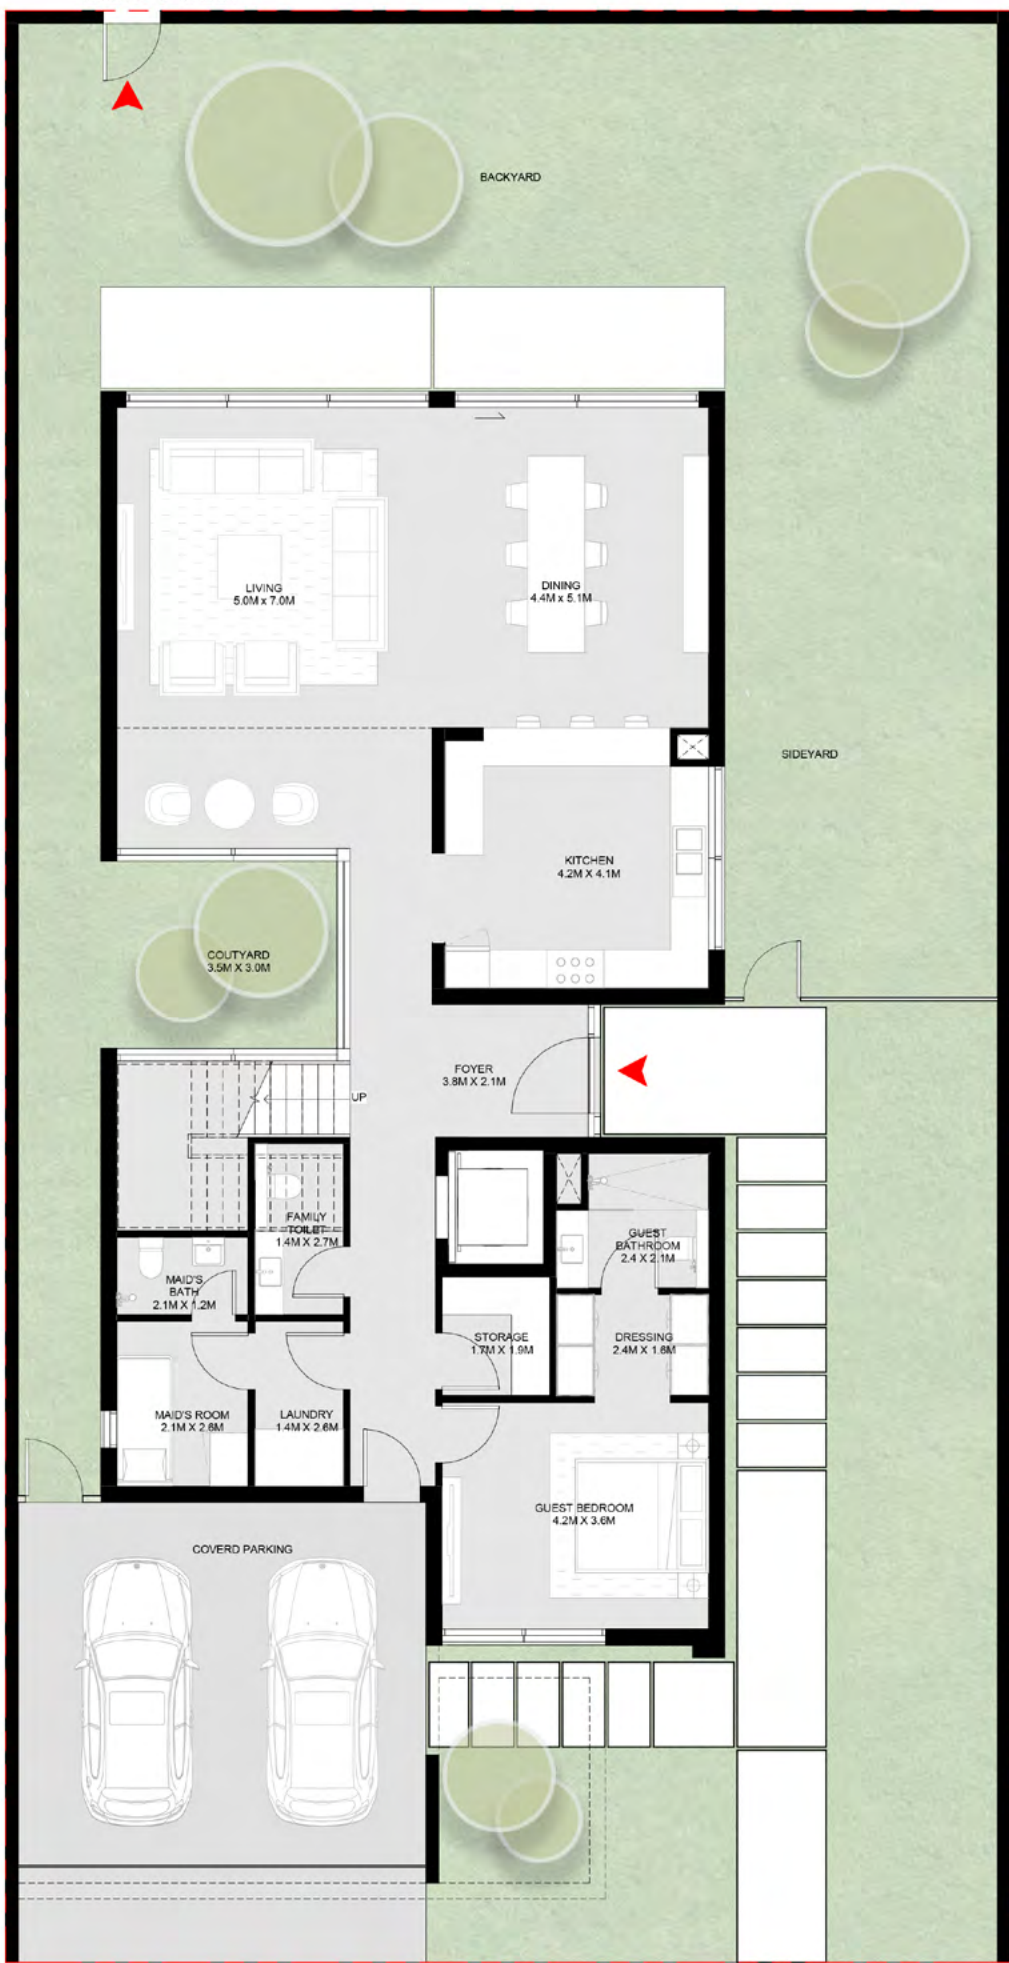 BACKYARD
LIVING
5.0M x 7.0M
DINING
4.4M x 5.1M
SIDEYARD
KITCHEN
4.2M X 4.1M
COUTYARD
3.5M X 3.0M
FOYER
3.8M X 2.1M
UP
FAMILY
TOILET
1.4M X 2.7M
GUEST
BATHROOM
2.4 X 2.1M
MAID'S
BATH
2.1M X 1.2M
STORAGE
1.7M X 1.9M
DRESSING
2.4M X 1.6M
MAID'S ROOM
2.1M X 2.6M
LAUNDRY
1.4M X 2.6M
GUEST BEDROOM
4.2M X 3.6M
COVERD PARKING